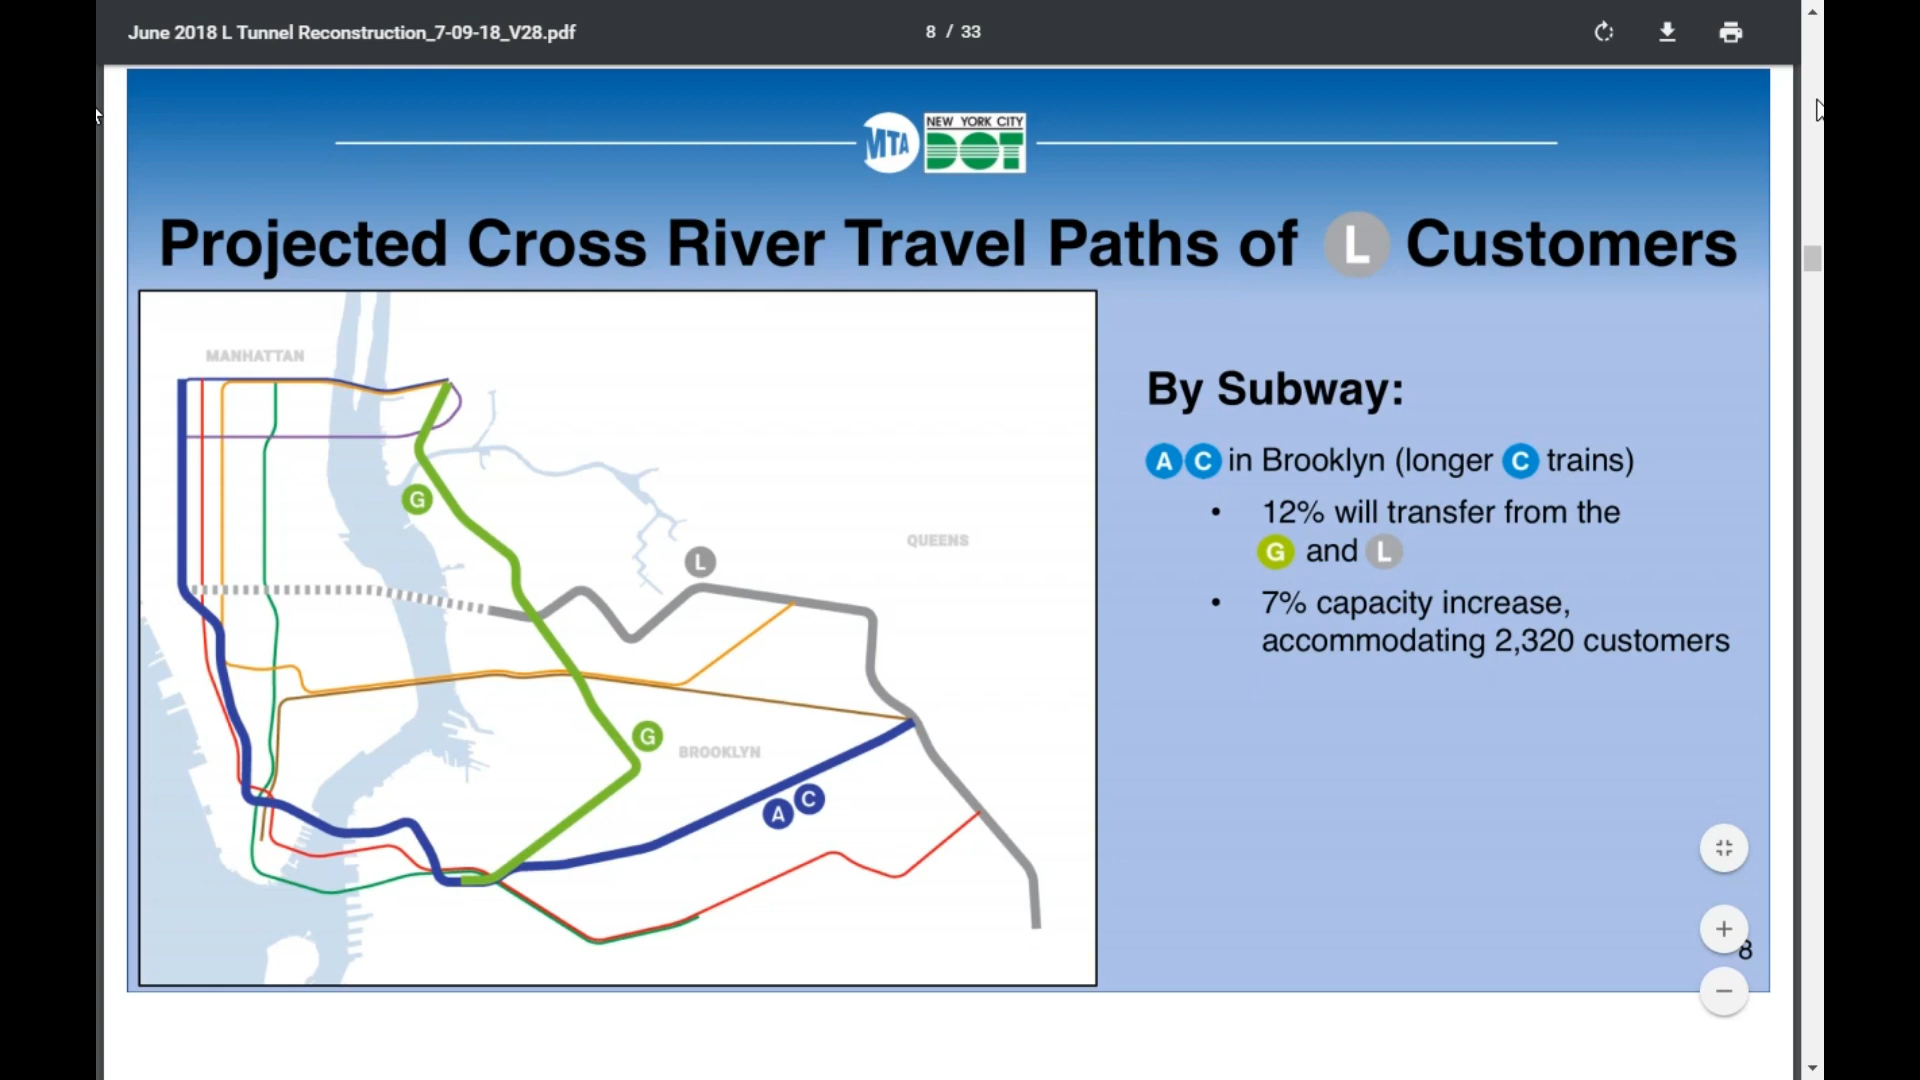 June 2018 L Tunnel Reconstruction_7-09-18_V28.pdf
8 / 33
MTA
NEW YORK CITY
DOT
Projected Cross River Travel Paths of L Customers
MANHATTAN
G
L
QUEENS
G
BROOKLYN
A C
By Subway:
A C in Brooklyn (longer C trains)
• 12% will transfer from the
G and L
• 7% capacity increase,
accommodating 2,320 customers
8